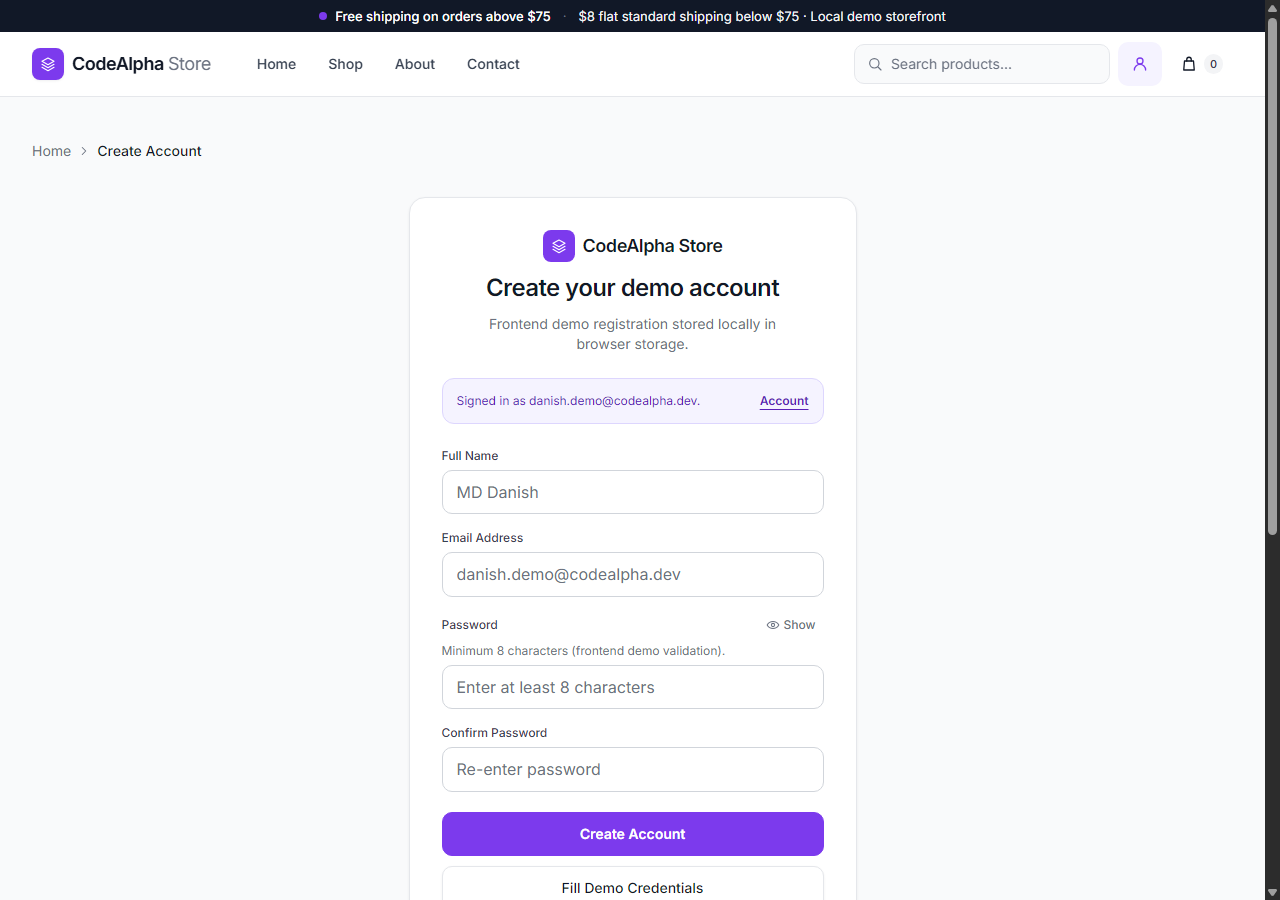 Free shipping on orders above $75 · $8 flat standard shipping below $75 · Local demo storefront
CodeAlpha Store Home Shop About Contact Search products... 0
Home > Create Account
CodeAlpha Store
Create your demo account
Frontend demo registration stored locally in
browser storage.
Signed in as danish.demo@codealpha.dev. Account
Full Name
MD Danish
Email Address
danish.demo@codealpha.dev
Password Show
Minimum 8 characters (frontend demo validation).
Enter at least 8 characters
Confirm Password
Re-enter password
Create Account
Fill Demo Credentials